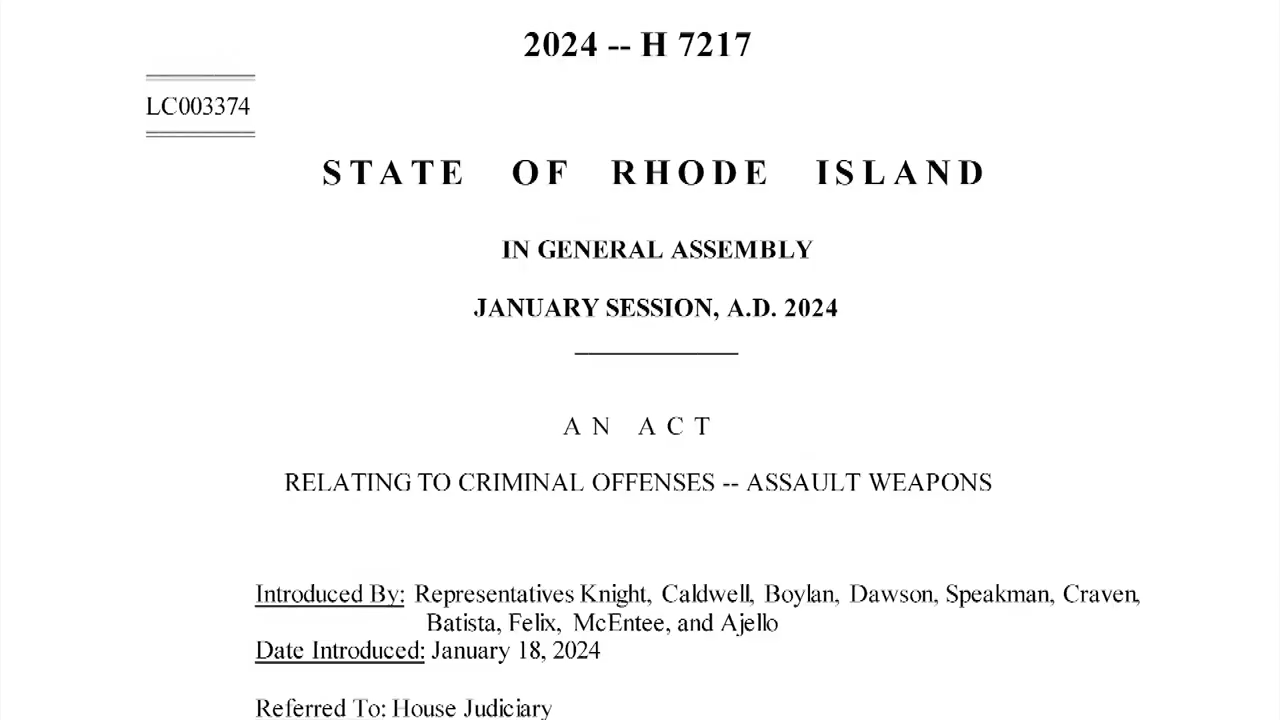 2024 -- H 7217
LC003374
STATE OF RHODE ISLAND
IN GENERAL ASSEMBLY
JANUARY SESSION, A.D. 2024
AN ACT
RELATING TO CRIMINAL OFFENSES -- ASSAULT WEAPONS
Introduced By: Representatives Knight, Caldwell, Boylan, Dawson, Speakman, Craven,
Batista, Felix, McEntee, and Ajello
Date Introduced: January 18, 2024
Referred To: House Judiciary